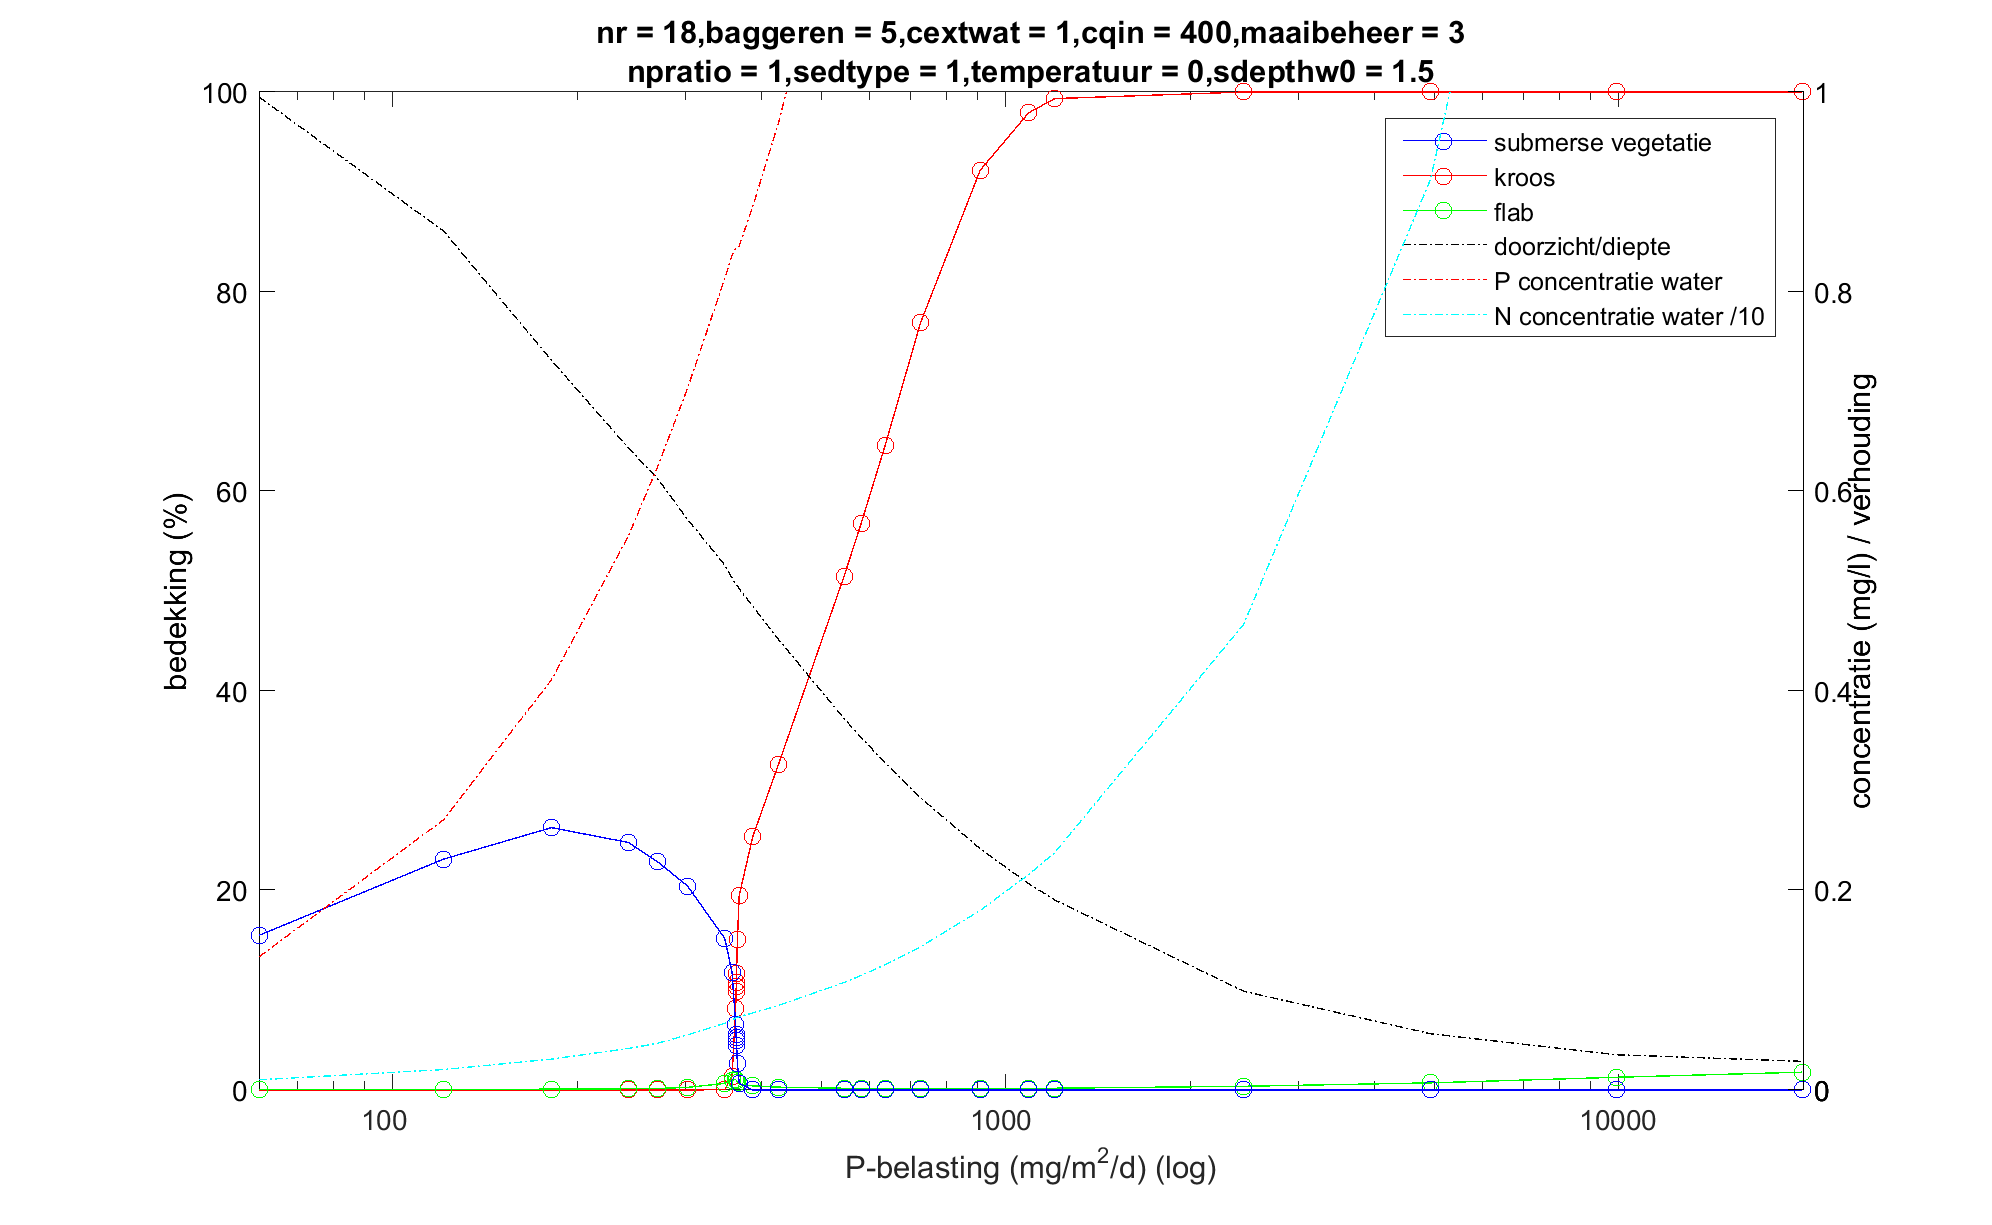 nr = 18,baggeren = 5,cextwat = 1,cqin = 400,maaibeheer = 3
npratio = 1,sedtype = 1,temperatuur = 0,sdepthw0 = 1.5
100
80
60
40
20
0
bedekking (%)
1
0.8
0.6
0.4
0.2
0
concentratie (mg/l) / verhouding
submerse vegetatie
kroos
flab
doorzicht/diepte
P concentratie water
N concentratie water /10
100
1000
10000
P-belasting (mg/m²/d) (log)